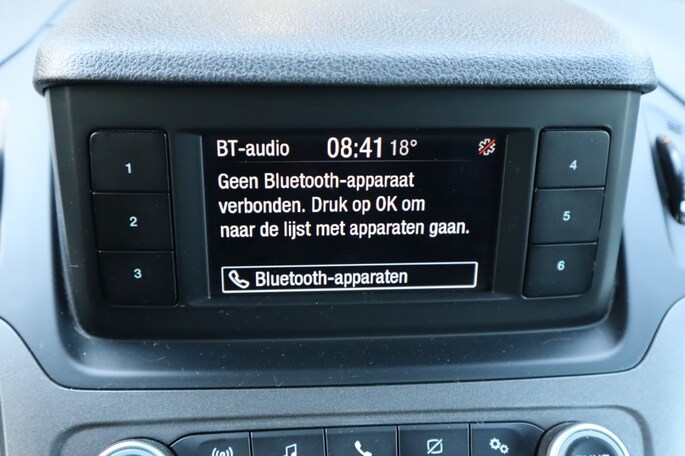 BT-audio 08:41 18°
Geen Bluetooth-apparaat
verbonden. Druk op OK om
naar de lijst met apparaten gaan.
Bluetooth-apparaten
1
2
3
4
5
6